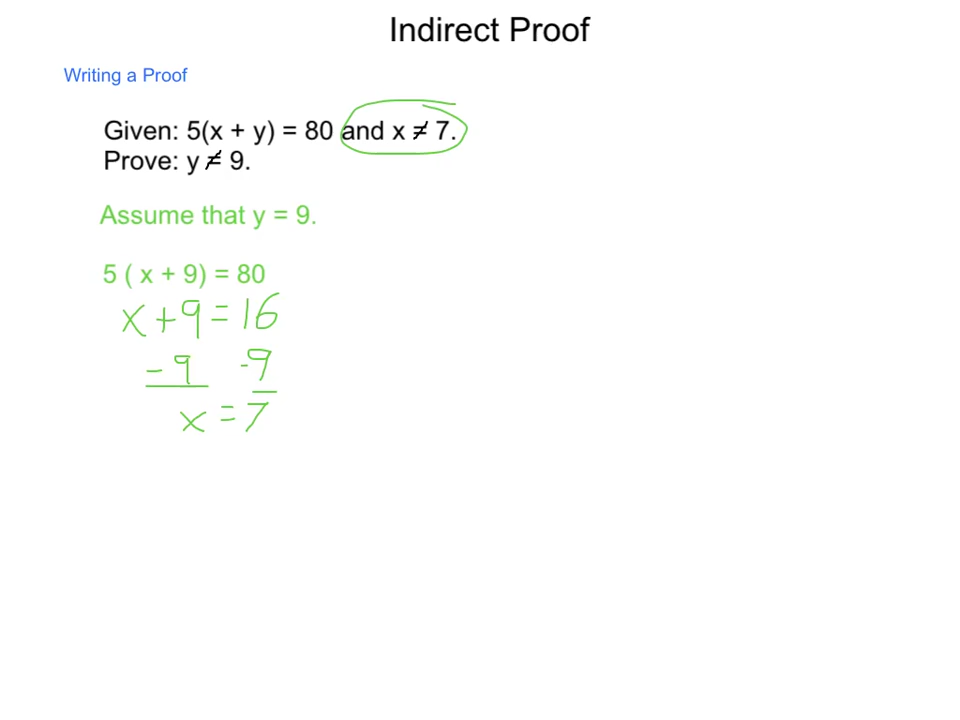 Indirect Proof
Writing a Proof
Given: 5(x + y) = 80 and x ≠ 7.
Prove: y ≠ 9.
Assume that y = 9.
5 ( x + 9) = 80
x + 9 = 16
- 9 -9
x = 7